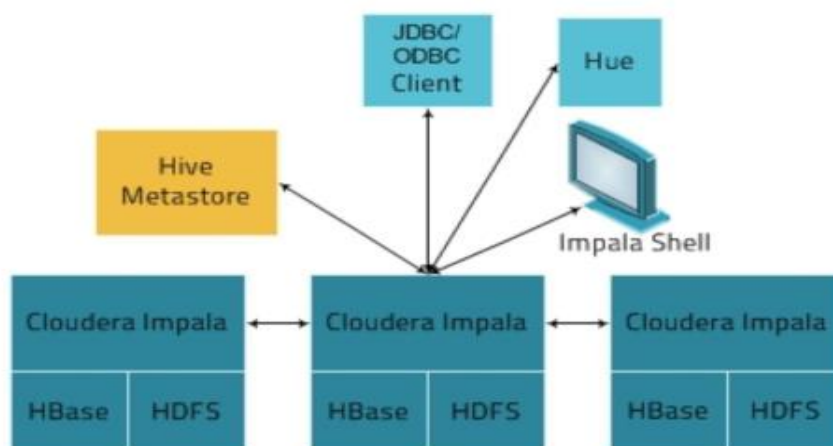 JDBC/
ODBC
Client
Hue
Hive
Metastore
Impala Shell
Cloudera Impala
Cloudera Impala
Cloudera Impala
HBase
HDFS
HBase
HDFS
HBase
HDFS